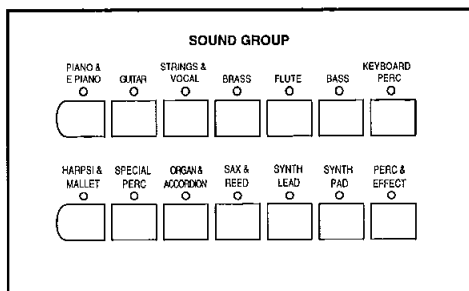 SOUND GROUP
PIANO & E PIANO
GUITAR
STRINGS & VOCAL
BRASS
FLUTE
BASS
KEYBOARD PERC
HARPSI & MALLET
SPECIAL PERC
ORGAN & ACCORDION
SAX & REED
SYNTH LEAD
SYNTH PAD
PERC & EFFECT